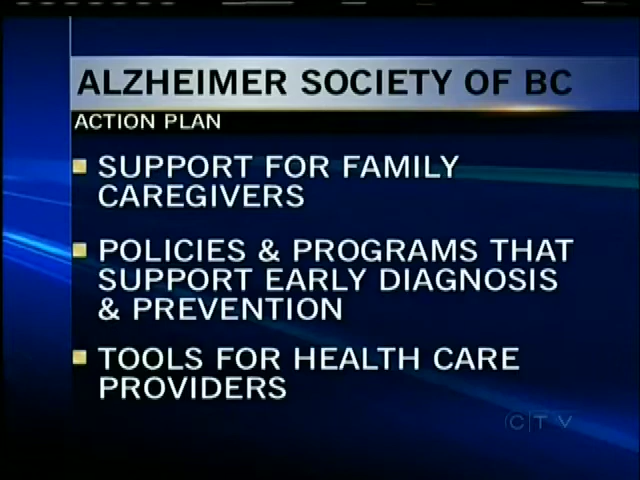 ALZHEIMER SOCIETY OF BC
ACTION PLAN
SUPPORT FOR FAMILY
CAREGIVERS
POLICIES & PROGRAMS THAT
SUPPORT EARLY DIAGNOSIS
& PREVENTION
TOOLS FOR HEALTH CARE
PROVIDERS
CTV